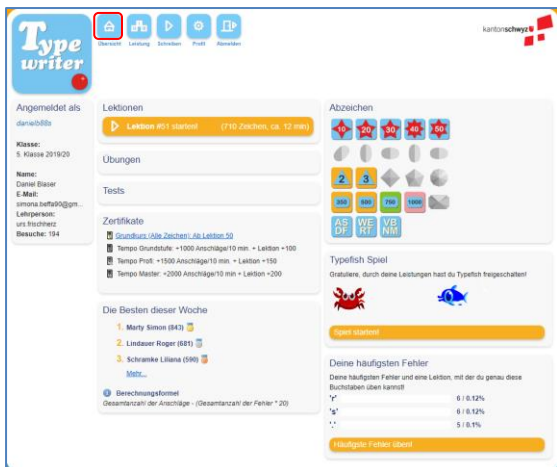 Type
writer
Übersicht
Leistung
Schreiben
Profil
Abmelden
kantonschwyz
Angemeldet als
danielbllllo
Klasse:
5. Klasse 2019/20
Name:
Daniel Blaser
E-Mail:
simona.beffa90@gm...
Lehrperson:
urs frischherz
Besuche: 194
Lektionen
Lektion #51 starten! (710 Zeichen, ca. 12 min)
Übungen
Tests
Zertifikate
Grundkurs (Alle Zeichen): Ab Lektion 50
Tempo Grundstufe: +1000 Anschläge/10 min. + Lektion +100
Tempo Profi: +1500 Anschläge/10 min. + Lektion +150
Tempo Master: +2000 Anschläge/10 min + Lektion +200
Die Besten dieser Woche
1. Marty Simon (843)
2. Lindauer Roger (681)
3. Schramke Liliana (590)
Mehr...
Berechnungsformel
Gesamtanzahl der Anschläge - (Gesamtanzahl der Fehler * 20)
Abzeichen
10 20 30 40 50
2 3
250 500 750 1000
AS DF WE RT VB NM
Typefish Spiel
Gratuliere, durch deine Leistungen hast du Typefish freigeschalten!
Spiel starten!
Deine häufigsten Fehler
Deine häufigsten Fehler und eine Lektion, mit der du genau diese
Buchstaben üben kannst!
'r' 6 / 0.12%
's' 6 / 0.12%
'.' 5 / 0.1%
Häufigste Fehler üben!